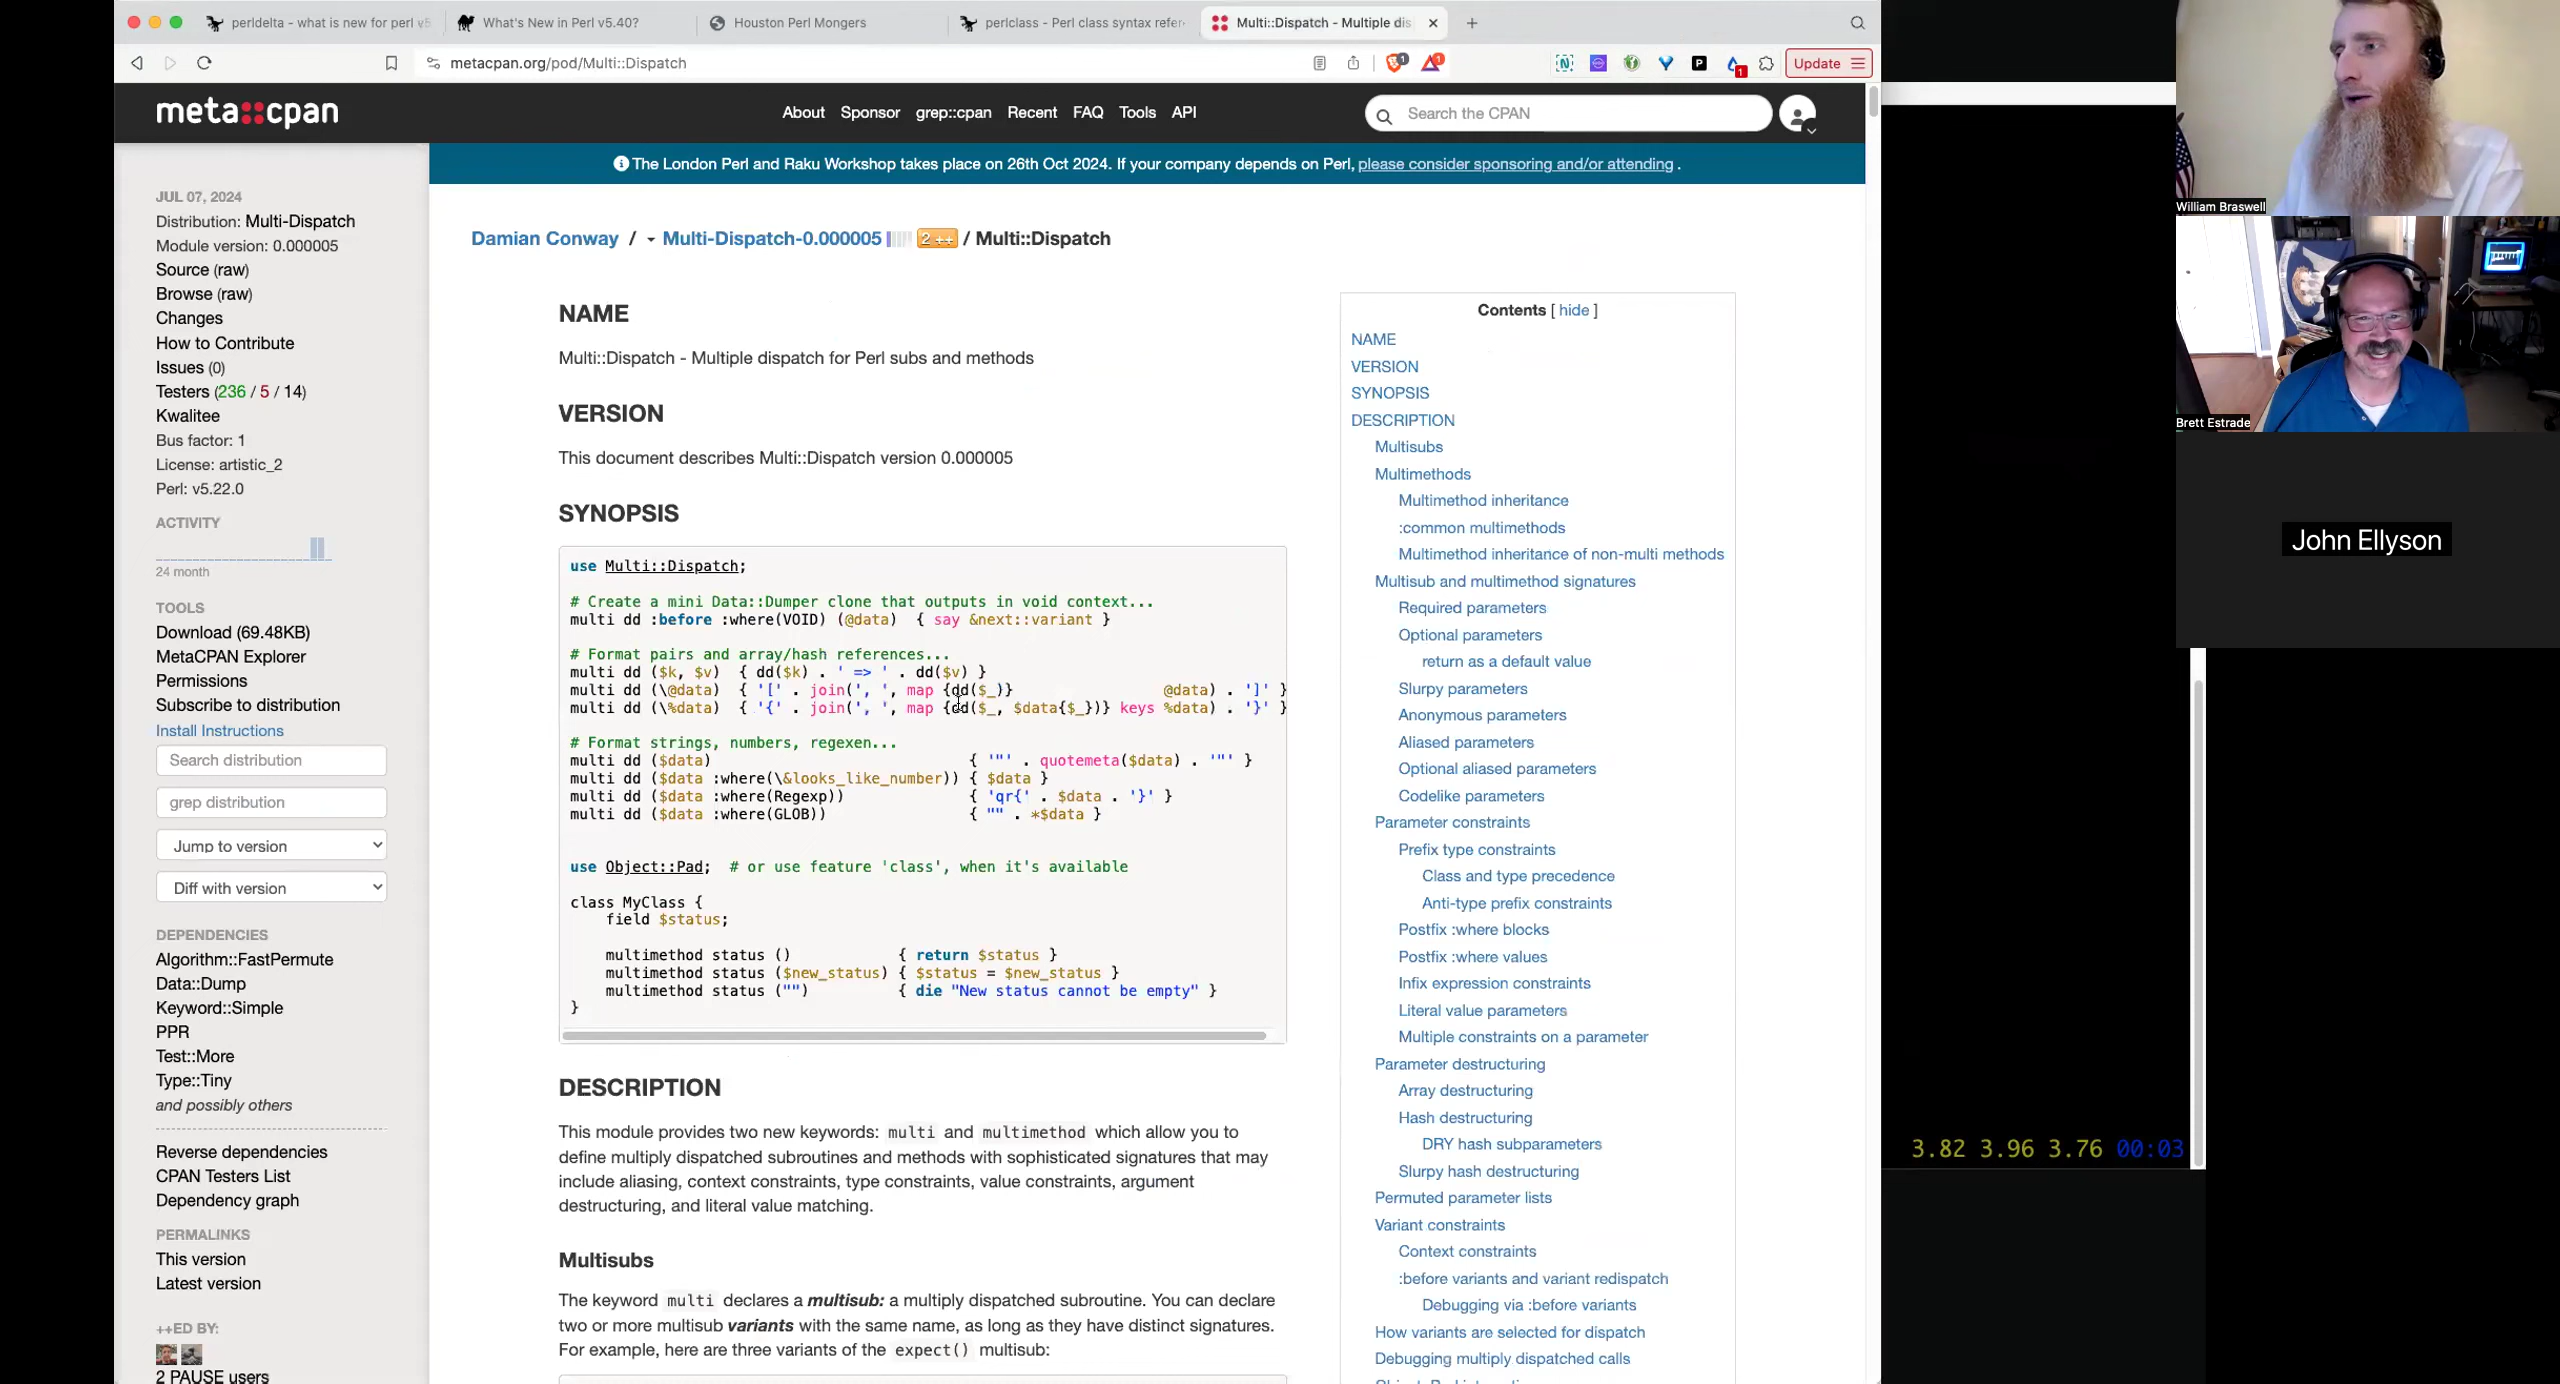 perldelta - what is new for perl v5
What's New in Perl v5.40?
Houston Perl Mongers
perlclass - Perl class syntax refer
Multi::Dispatch - Multiple dis
metacpan.org/pod/Multi::Dispatch
Update
meta::cpan
About Sponsor grep::cpan Recent FAQ Tools API
Search the CPAN
The London Perl and Raku Workshop takes place on 26th Oct 2024. If your company depends on Perl, please consider sponsoring and/or attending .
JUL 07, 2024
Distribution: Multi-Dispatch
Module version: 0.000005
Source (raw)
Browse (raw)
Changes
How to Contribute
Issues (0)
Testers (236 / 5 / 14)
Kwalitee
Bus factor: 1
License: artistic_2
Perl: v5.22.0
ACTIVITY
24 month
TOOLS
Download (69.48KB)
MetaCPAN Explorer
Permissions
Subscribe to distribution
Install Instructions
Search distribution
grep distribution
Jump to version
Diff with version
DEPENDENCIES
Algorithm::FastPermute
Data::Dump
Keyword::Simple
PPR
Test::More
Type::Tiny
and possibly others
Reverse dependencies
CPAN Testers List
Dependency graph
PERMALINKS
This version
Latest version
++ED BY:
2 PAUSE users
Damian Conway / Multi-Dispatch-0.000005 2 ++ / Multi::Dispatch
NAME
Multi::Dispatch - Multiple dispatch for Perl subs and methods
VERSION
This document describes Multi::Dispatch version 0.000005
SYNOPSIS
use Multi::Dispatch;
# Create a mini Data::Dumper clone that outputs in void context...
multi dd :before :where(VOID) (@data) { say &next::variant }
# Format pairs and array/hash references...
multi dd ($k, $v) { dd($k) . ' => ' . dd($v) }
multi dd (\@data) { '[' . join(', ', map {dd($_)} @data) . ']' }
multi dd (\%data) { '{' . join(', ', map {dd($_, $data{$_})} keys %data) . '}' }
# Format strings, numbers, regexen...
multi dd ($data) { '"' . quotemeta($data) . '"' }
multi dd ($data :where(\&looks_like_number)) { $data }
multi dd ($data :where(Regexp)) { 'qr{' . $data . '}' }
multi dd ($data :where(GLOB)) { "" . *$data }
use Object::Pad; # or use feature 'class', when it's available
class MyClass {
field $status;
multimethod status () { return $status }
multimethod status ($new_status) { $status = $new_status }
multimethod status ("") { die "New status cannot be empty" }
}
DESCRIPTION
This module provides two new keywords: multi and multimethod which allow you to
define multiply dispatched subroutines and methods with sophisticated signatures that may
include aliasing, context constraints, type constraints, value constraints, argument
destructuring, and literal value matching.
Multisubs
The keyword multi declares a multisub: a multiply dispatched subroutine. You can declare
two or more multisub variants with the same name, as long as they have distinct signatures.
For example, here are three variants of the expect() multisub:
Contents [ hide ]
NAME
VERSION
SYNOPSIS
DESCRIPTION
Multisubs
Multimethods
Multimethod inheritance
:common multimethods
Multimethod inheritance of non-multi methods
Multisub and multimethod signatures
Required parameters
Optional parameters
return as a default value
Slurpy parameters
Anonymous parameters
Aliased parameters
Optional aliased parameters
Codelike parameters
Parameter constraints
Prefix type constraints
Class and type precedence
Anti-type prefix constraints
Postfix :where blocks
Postfix :where values
Infix expression constraints
Literal value parameters
Multiple constraints on a parameter
Parameter destructuring
Array destructuring
Hash destructuring
DRY hash subparameters
Slurpy hash destructuring
Permuted parameter lists
Variant constraints
Context constraints
:before variants and variant redispatch
Debugging via :before variants
How variants are selected for dispatch
Debugging multiply dispatched calls
William Braswell
Brett Estrade
John Ellyson
3.82 3.96 3.76 00:03